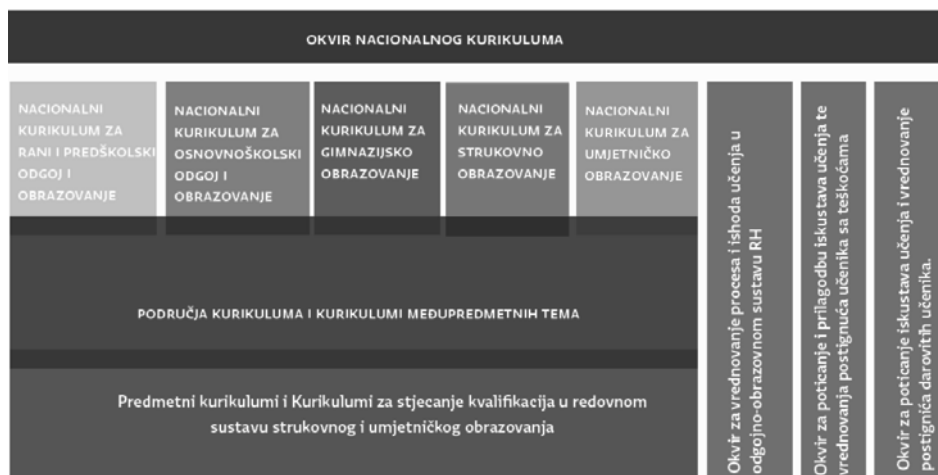 OKVIR NACIONALNOG KURIKULUMA
NACIONALNI
KURIKULUM ZA
RANI I PREDŠKOLSKI
ODGOJ I
OBRAZOVANJE
NACIONALNI
KURIKULUM ZA
OSNOVNOŠKOLSKI
ODGOJ I
OBRAZOVANJE
NACIONALNI
KURIKULUM ZA
GIMNAZIJSKO
OBRAZOVANJE
NACIONALNI
KURIKULUM ZA
STRUKOVNO
OBRAZOVANJE
NACIONALNI
KURIKULUM ZA
UMJETNIČKO
OBRAZOVANJE
PODRUČJA KURIKULUMA I KURIKULUMI MEĐUPREDMETNIH TEMA
Predmetni kurikulumi i Kurikulumi za stjecanje kvalifikacija u redovnom
sustavu strukovnog i umjetničkog obrazovanja
Okvir za vrednovanje procesa i ishoda učenja u
odgojno-obrazovnom sustavu RH
Okvir za poticanje i prilagodbu iskustava učenja te
vrednovanja postignuća učenika sa teškoćama
Okvir za poticanje iskustava učenja i vrednovanje
postignića darovitih učenika.